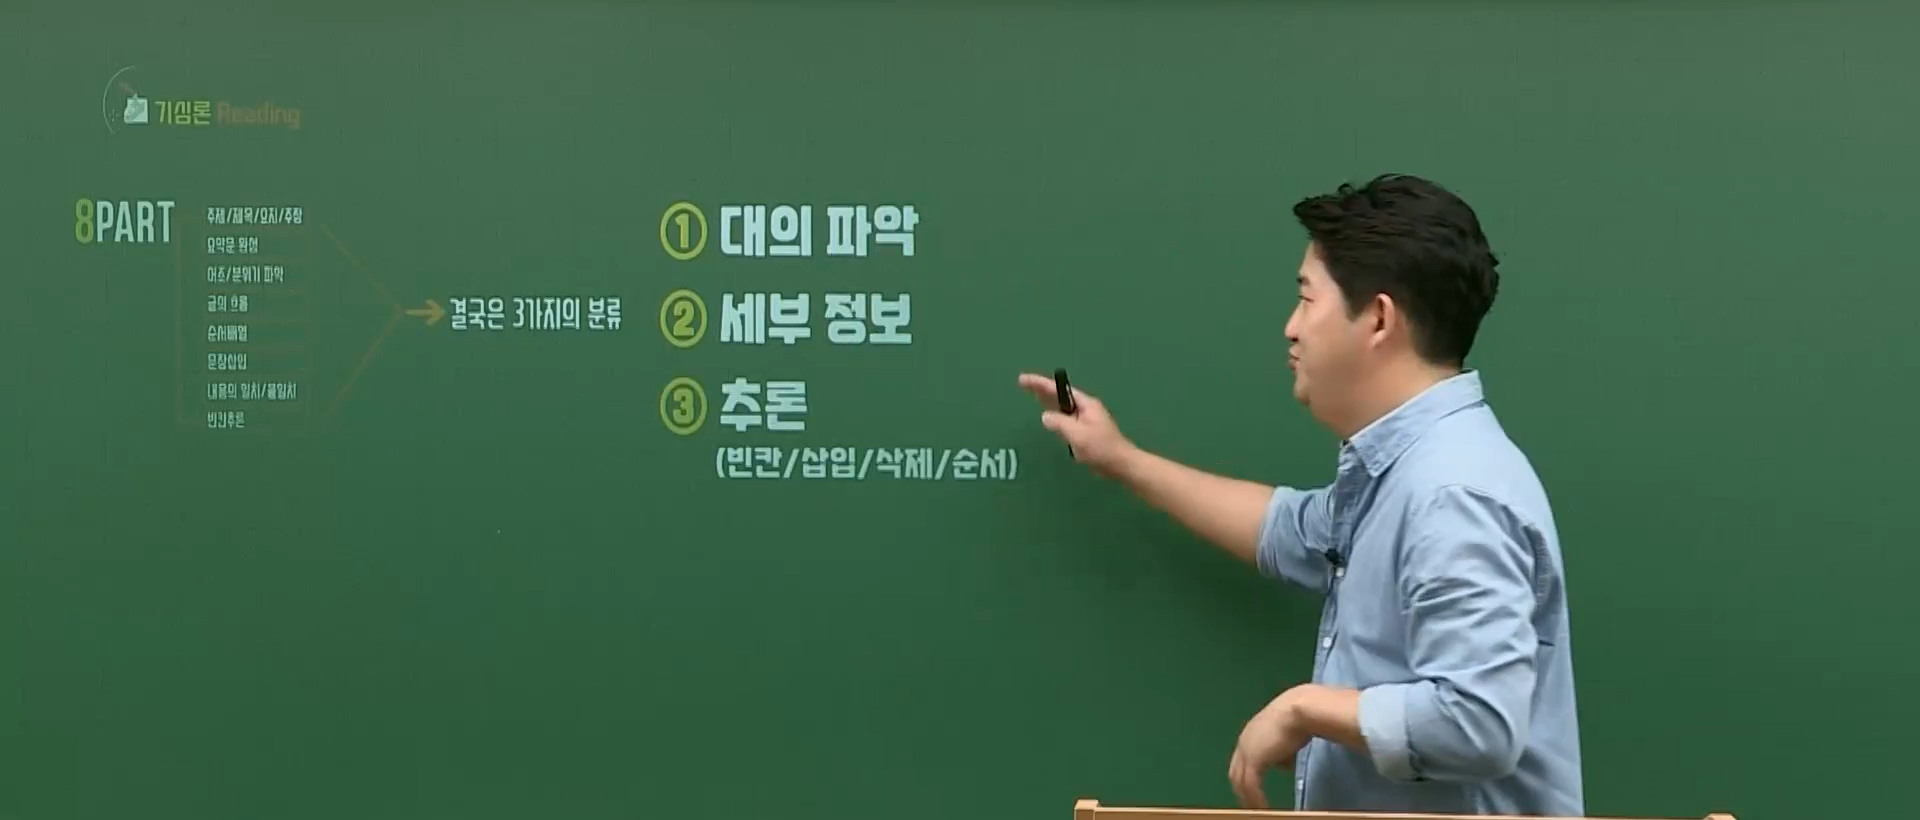 기심론 Reading
8PART
주제/제목/요지/주장
요약문 완성
어조/분위기 파악
글의 흐름
순서배열
문장삽입
내용의 일치/불일치
빈칸추론
결국은 3가지의 분류
① 대의 파악
② 세부 정보
③ 추론
(빈칸/삽입/삭제/순서)